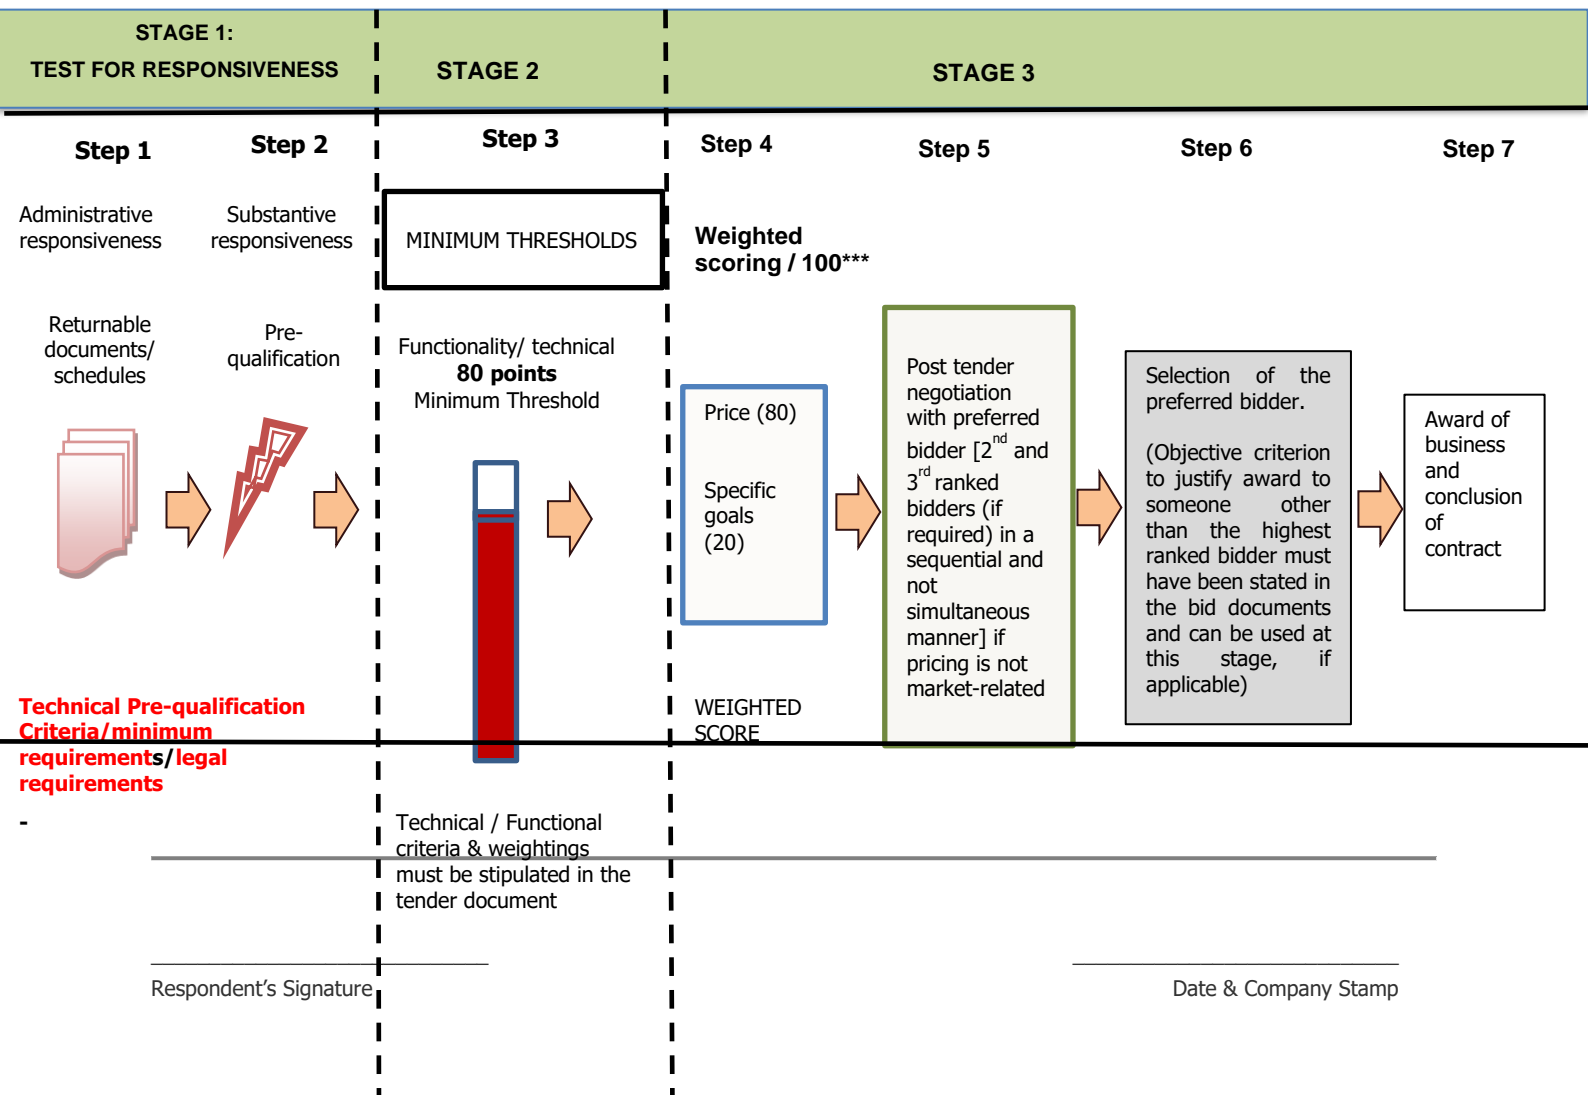 STAGE 1:
TEST FOR RESPONSIVENESS
STAGE 2
STAGE 3
Step 1
Step 2
Step 3
Step 4
Step 5
Step 6
Step 7
Administrative
responsiveness
Substantive
responsiveness
MINIMUM THRESHOLDS
Weighted
scoring / 100***
Returnable
documents/
schedules
Pre-
qualification
Functionality/ technical
80 points
Minimum Threshold
Price (80)
Specific
goals
(20)
Post tender
negotiation
with preferred
bidder [2nd and
3rd ranked
bidders (if
required) in a
sequential and
not
simultaneous
manner] if
pricing is not
market-related
Selection of the
preferred bidder.
(Objective criterion
to justify award to
someone other
than the highest
ranked bidder must
have been stated in
the bid documents
and can be used at
this stage, if
applicable)
Award of
business
and
conclusion
of
contract
Technical Pre-qualification
Criteria/minimum
requirements/legal
requirements
-
WEIGHTED
SCORE
Technical / Functional
criteria & weightings
must be stipulated in the
tender document
Respondent's Signature
Date & Company Stamp